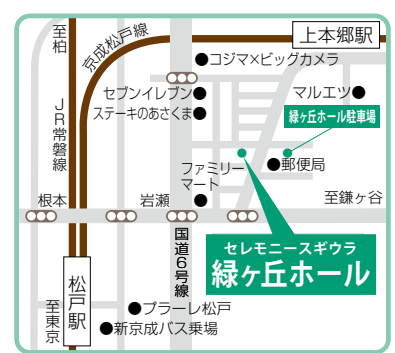 至柏
京成松戸線
上本郷駅
コジマ×ビックカメラ
セブンイレブン
マルエツ
ステーキのあさくま
緑ヶ丘ホール駐車場
JR常磐線
郵便局
ファミリー
マート
根本
岩瀬
至鎌ヶ谷
国道6号線
セレモニースギウラ
緑ヶ丘ホール
松戸駅
至東京
プラーレ松戸
新京成バス乗場